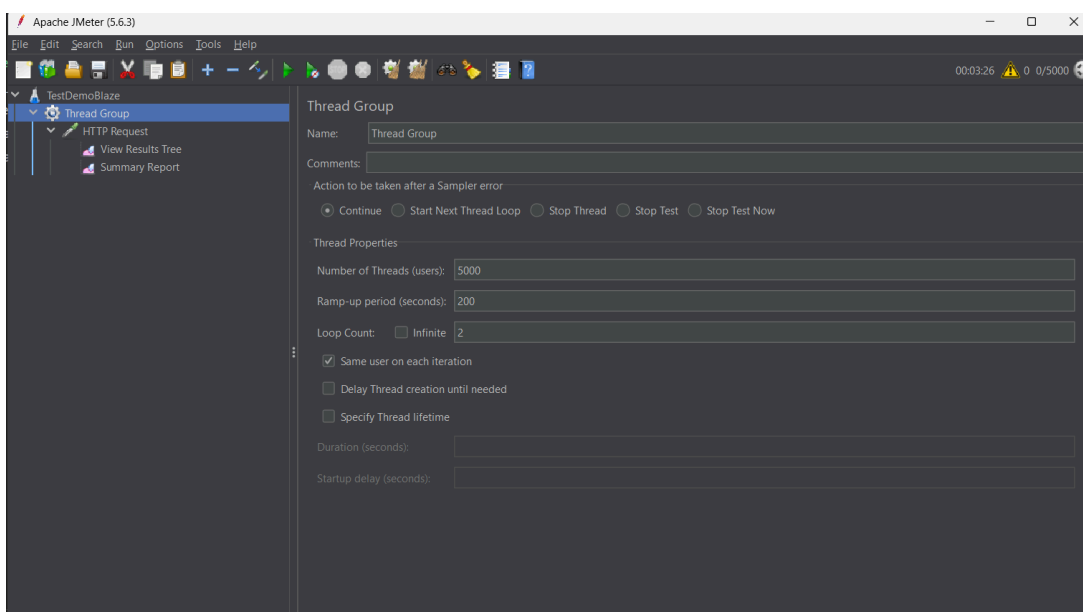 Apache JMeter (5.6.3)
File Edit Search Run Options Tools Help
00:03:26 0 0/5000
TestDemoBlaze
Thread Group
HTTP Request
View Results Tree
Summary Report
Thread Group
Name: Thread Group
Comments:
Action to be taken after a Sampler error
Continue Start Next Thread Loop Stop Thread Stop Test Stop Test Now
Thread Properties
Number of Threads (users): 5000
Ramp-up period (seconds): 200
Loop Count: Infinite 2
Same user on each iteration
Delay Thread creation until needed
Specify Thread lifetime
Duration (seconds):
Startup delay (seconds):